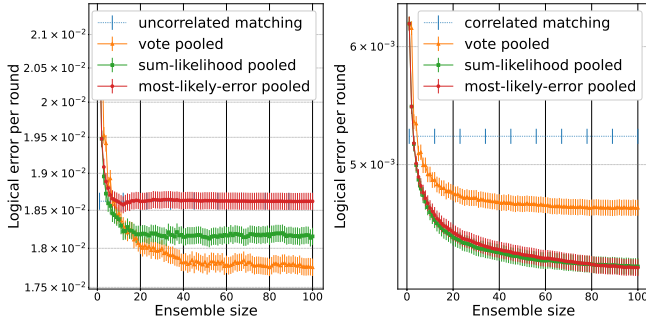 uncorrelated matching
vote pooled
sum-likelihood pooled
most-likely-error pooled
Logical error per round
2.1 × 10⁻²
2.05 × 10⁻²
2 × 10⁻²
1.95 × 10⁻²
1.9 × 10⁻²
1.85 × 10⁻²
1.8 × 10⁻²
1.75 × 10⁻²
0 20 40 60 80 100
Ensemble size
correlated matching
vote pooled
sum-likelihood pooled
most-likely-error pooled
Logical error per round
6 × 10⁻³
5 × 10⁻³
0 20 40 60 80 100
Ensemble size